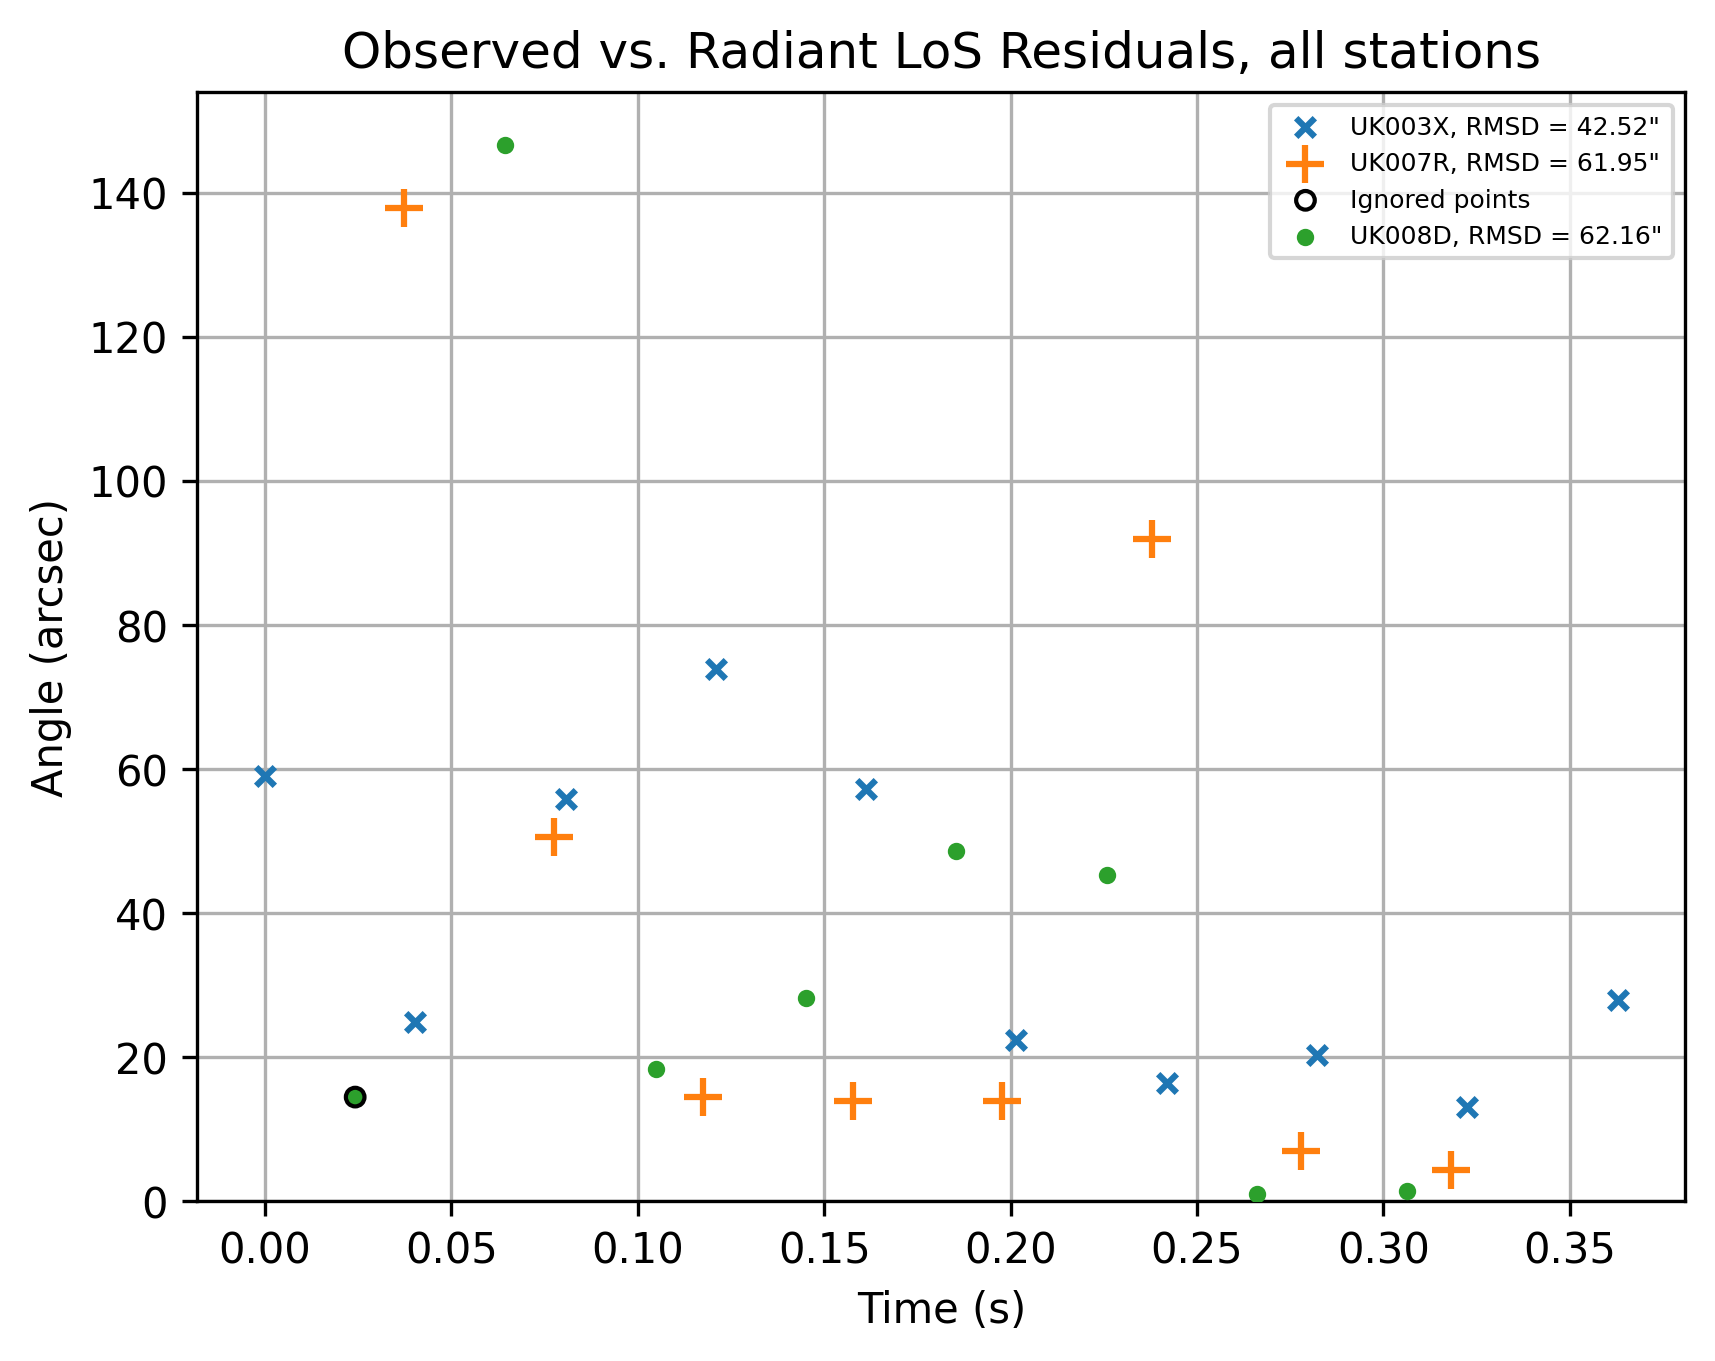 Observed vs. Radiant LoS Residuals, all stations
UK003X, RMSD = 42.52"
UK007R, RMSD = 61.95"
Ignored points
UK008D, RMSD = 62.16"
Angle (arcsec)
140
120
100
80
60
40
20
0
0.00 0.05 0.10 0.15 0.20 0.25 0.30 0.35
Time (s)